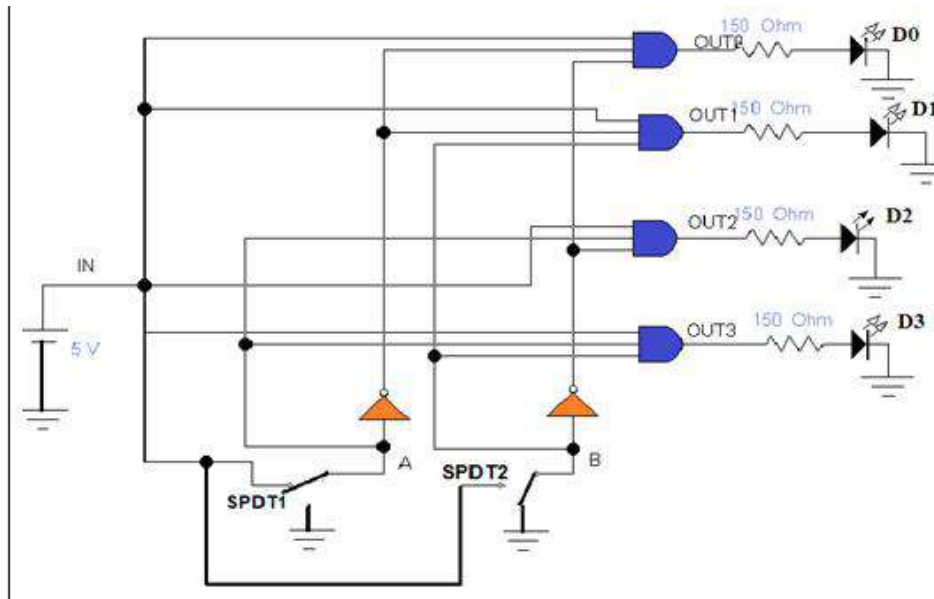 150 Ohm
D0
OUT0
150 Ohm
D1
OUT1
OUT2
150 Ohm
D2
IN
5 V
OUT3
150 Ohm
D3
A
B
SPDT1
SPDT2